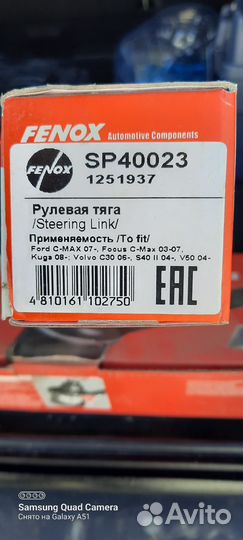 FENOX Automotive Components
FENOX
SP40023
1251937
Рулевая тяга
/Steering Link/
Применяемость /To fit/
Ford C-MAX 07-, Focus C-Max 03-07,
Kuga 08-; Volvo C30 06-, S40 II 04-, V50 04-
4 810161 102750
EAC
SAMSUNG Quad Camera
Снято на Galaxy A51
Avito